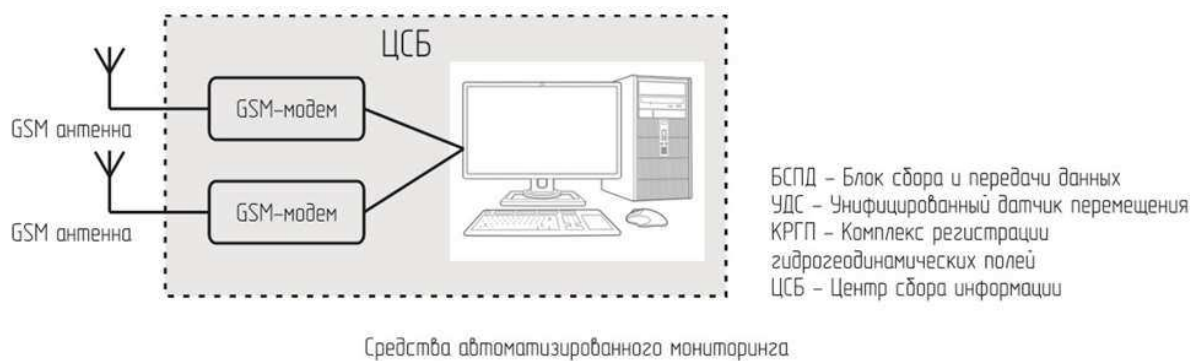 ЦСБ
GSM-модем
GSM антенна
GSM-модем
GSM антенна
БСПД - Блок сбора и передачи данных
УДС - Унифицированный датчик перемещения
КРГП - Комплекс регистрации
гидрогеодинамических полей
ЦСБ - Центр сбора информации
Средства автоматизированного мониторинга